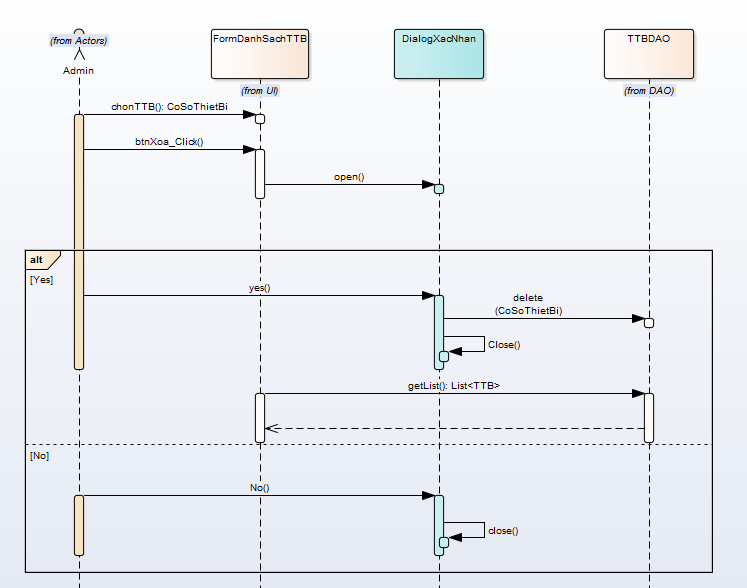 (from Actors)
Admin
FormDanhSachTTB
(from UI)
DialogXacNhan
TTBDAO
(from DAO)
chonTTB(): CoSoThietBi
btnXoa_Click()
open()
alt
[Yes]
yes()
delete
(CoSoThietBi)
Close()
getList(): List<TTB>
[No]
No()
close()